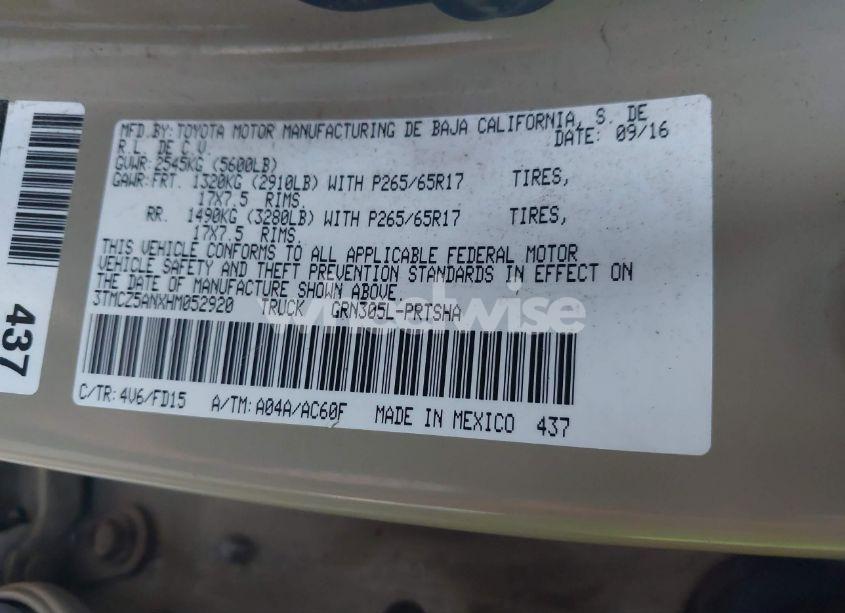 MFD.BY:TOYOTA MOTOR MANUFACTURING DE BAJA CALIFORNIA, S. DE
R.L. DE C.V. DATE: 09/16
GVWR:2545KG (5600LB)
GAWR:FRT. 1320KG (2910LB) WITH P265/65R17 TIRES,
17X7.5 RIMS.
RR. 1490KG (3280LB) WITH P265/65R17 TIRES,
17X7.5 RIMS.
THIS VEHICLE CONFORMS TO ALL APPLICABLE FEDERAL MOTOR
VEHICLE SAFETY AND THEFT PREVENTION STANDARDS IN EFFECT ON
THE DATE OF MANUFACTURE SHOWN ABOVE.
3TMCZ5ANXHM052920 TRUCK GRN305L-PRTSHA
C/TR:4V6/FD15 A/TM:A04A/AC60F MADE IN MEXICO 437
437
wheelwise